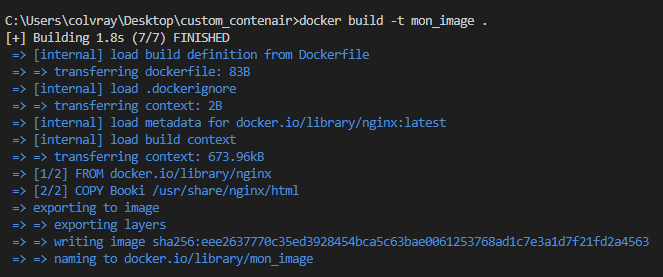 C:\Users\colvray\Desktop\custom_contenair>docker build -t mon_image .
[+] Building 1.8s (7/7) FINISHED
=> [internal] load build definition from Dockerfile
=> => transferring dockerfile: 83B
=> [internal] load .dockerignore
=> => transferring context: 2B
=> [internal] load metadata for docker.io/library/nginx:latest
=> [internal] load build context
=> => transferring context: 673.96kB
=> [1/2] FROM docker.io/library/nginx
=> [2/2] COPY Booki /usr/share/nginx/html
=> exporting to image
=> => exporting layers
=> => writing image sha256:eee2637770c35ed3928454bca5c63bae0061253768ad1c7e3a1d7f21fd2a4563
=> => naming to docker.io/library/mon_image